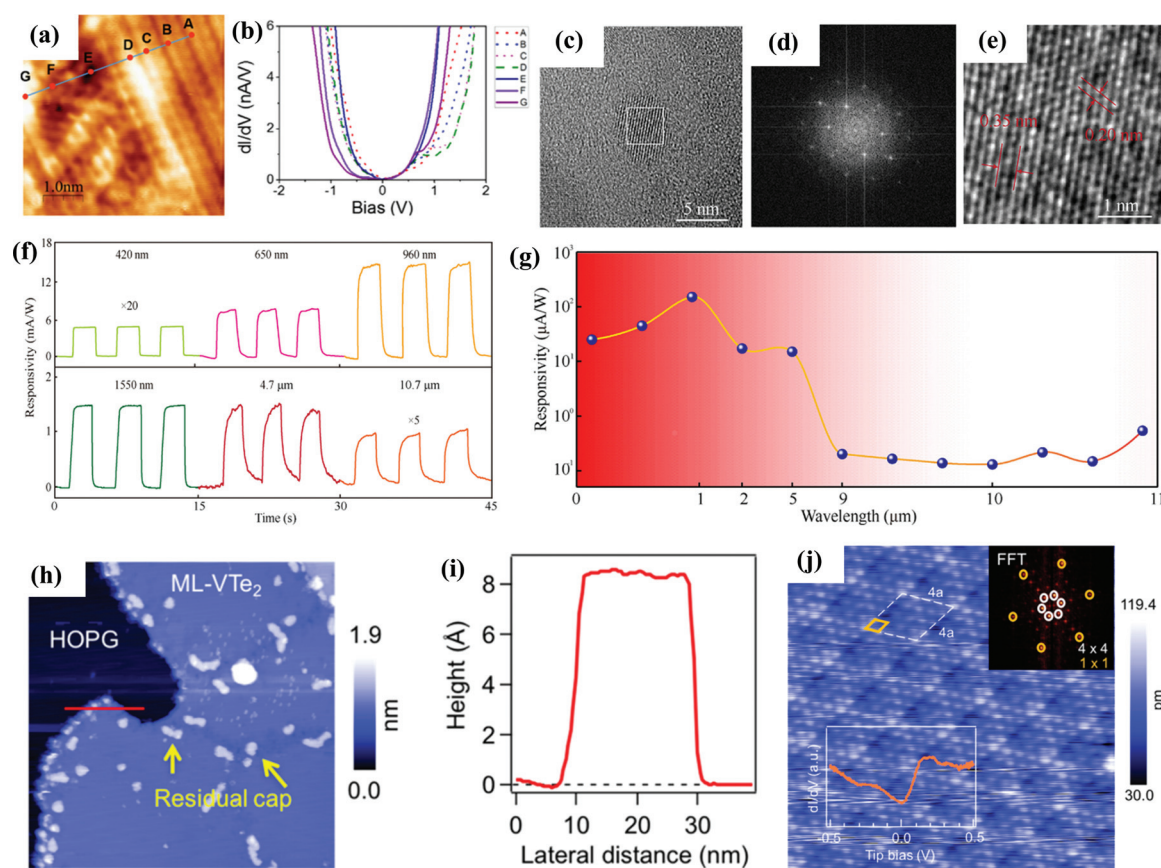 (a)
A
B
C
D
E
F
G
1.0nm
(b)
dI/dV (nA/V)
6
4
2
0
-2 -1 0 1 2
Bias (V)
A
B
C
D
E
F
G
(c)
5 nm
(d)
(e)
0.35 nm
0.20 nm
1 nm
(f)
Responsivity (mA/W)
18
12
6
0
420 nm 650 nm 960 nm
×20
2
1
0
1550 nm 4.7 μm 10.7 μm
×5
0 15 30 45
Time (s)
(g)
Responsivity (μA/W)
10³
10²
10¹
10⁰
10¹
0 1 2 5 9 10 11
Wavelength (μm)
(h)
ML-VTe₂
HOPG
Residual cap
1.9
nm
0.0
(i)
Height (Å)
8
6
4
2
0
0 10 20 30
Lateral distance (nm)
(j)
4a
4a
FFT
4 x 4
1 x 1
119.4
pm
30.0
dI/dV (a.u.)
-0.5 0.0 0.5
Tip bias (V)